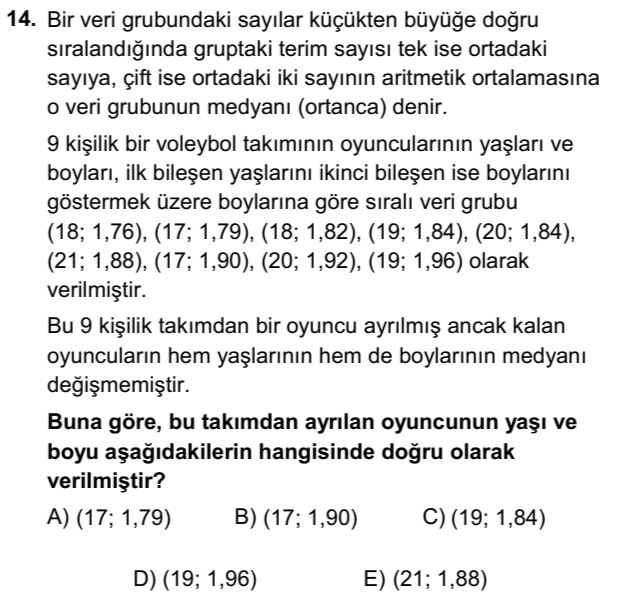 14. Bir veri grubundaki sayılar küçükten büyüğe doğru
sıralandığında gruptaki terim sayısı tek ise ortadaki
sayıya, çift ise ortadaki iki sayının aritmetik ortalamasına
o veri grubunun medyanı (ortanca) denir.
9 kişilik bir voleybol takımının oyuncularının yaşları ve
boyları, ilk bileşen yaşlarını ikinci bileşen ise boylarını
göstermek üzere boylarına göre sıralı veri grubu
(18; 1,76), (17; 1,79), (18; 1,82), (19; 1,84), (20; 1,84),
(21; 1,88), (17; 1,90), (20; 1,92), (19; 1,96) olarak
verilmiştir.
Bu 9 kişilik takımdan bir oyuncu ayrılmış ancak kalan
oyuncuların hem yaşlarının hem de boylarının medyanı
değişmemiştir.
Buna göre, bu takımdan ayrılan oyuncunun yaşı ve
boyu aşağıdakilerin hangisinde doğru olarak
verilmiştir?
A) (17; 1,79) B) (17; 1,90) C) (19; 1,84)
D) (19; 1,96) E) (21; 1,88)